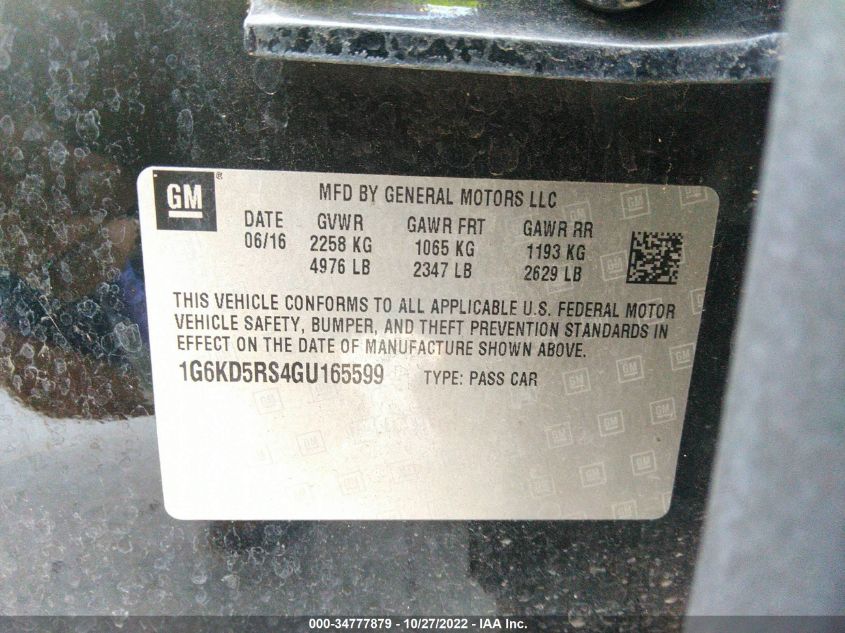 GM ®
MFD BY GENERAL MOTORS LLC
DATE GVWR GAWR FRT GAWR RR
06/16 2258 KG 1065 KG 1193 KG
4976 LB 2347 LB 2629 LB
THIS VEHICLE CONFORMS TO ALL APPLICABLE U.S. FEDERAL MOTOR
VEHICLE SAFETY, BUMPER, AND THEFT PREVENTION STANDARDS IN
EFFECT ON THE DATE OF MANUFACTURE SHOWN ABOVE.
1G6KD5RS4GU165599 TYPE: PASS CAR
000-34777879 - 10/27/2022 - IAA Inc.